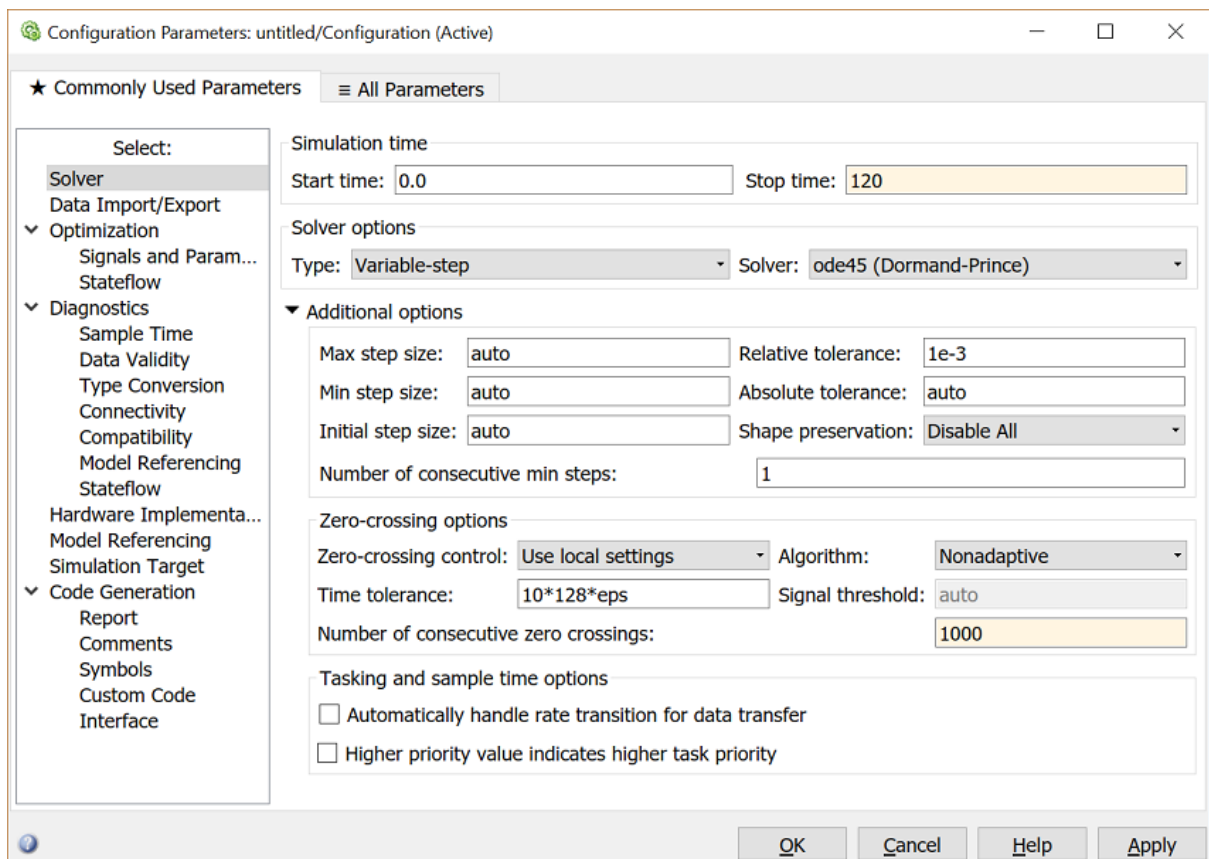 Configuration Parameters: untitled/Configuration (Active)
★ Commonly Used Parameters
≡ All Parameters
Select:
Solver
Data Import/Export
Optimization
Signals and Param...
Stateflow
Diagnostics
Sample Time
Data Validity
Type Conversion
Connectivity
Compatibility
Model Referencing
Stateflow
Hardware Implementa...
Model Referencing
Simulation Target
Code Generation
Report
Comments
Symbols
Custom Code
Interface
Simulation time
Start time: 0.0 Stop time: 120
Solver options
Type: Variable-step Solver: ode45 (Dormand-Prince)
Additional options
Max step size: auto Relative tolerance: 1e-3
Min step size: auto Absolute tolerance: auto
Initial step size: auto Shape preservation: Disable All
Number of consecutive min steps: 1
Zero-crossing options
Zero-crossing control: Use local settings Algorithm: Nonadaptive
Time tolerance: 10*128*eps Signal threshold: auto
Number of consecutive zero crossings: 1000
Tasking and sample time options
Automatically handle rate transition for data transfer
Higher priority value indicates higher task priority
OK Cancel Help Apply